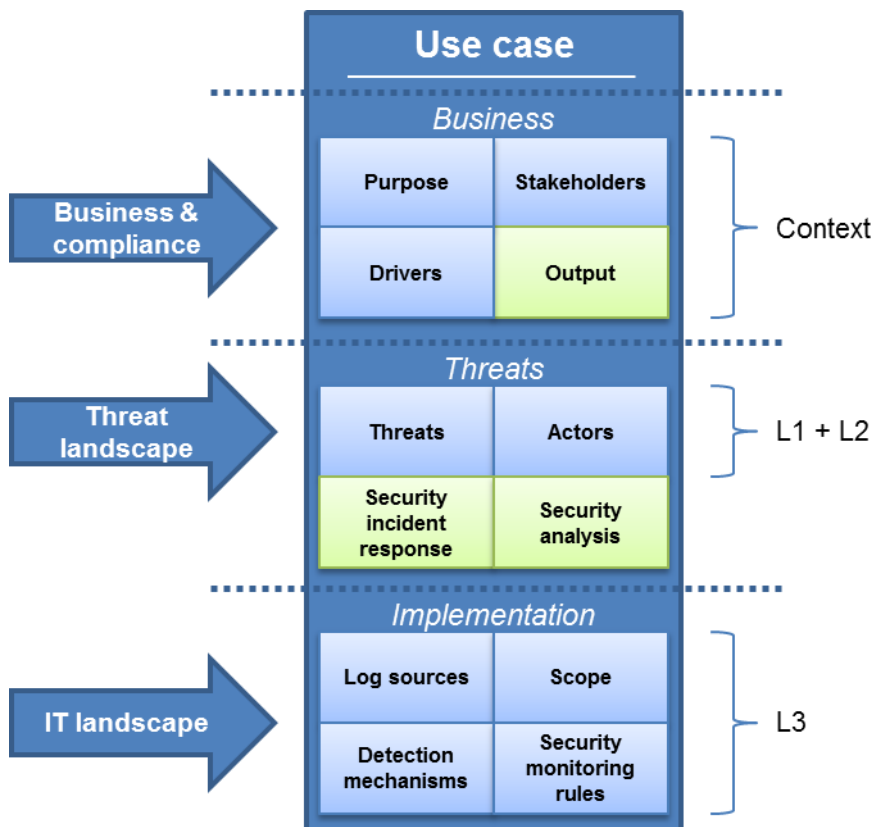 Use case
Business
Business &
compliance
Purpose
Stakeholders
Drivers
Output
Context
Threats
Threat
landscape
Threats
Actors
L1 + L2
Security
incident
response
Security
analysis
Implementation
IT landscape
Log sources
Scope
Detection
mechanisms
Security
monitoring
rules
L3